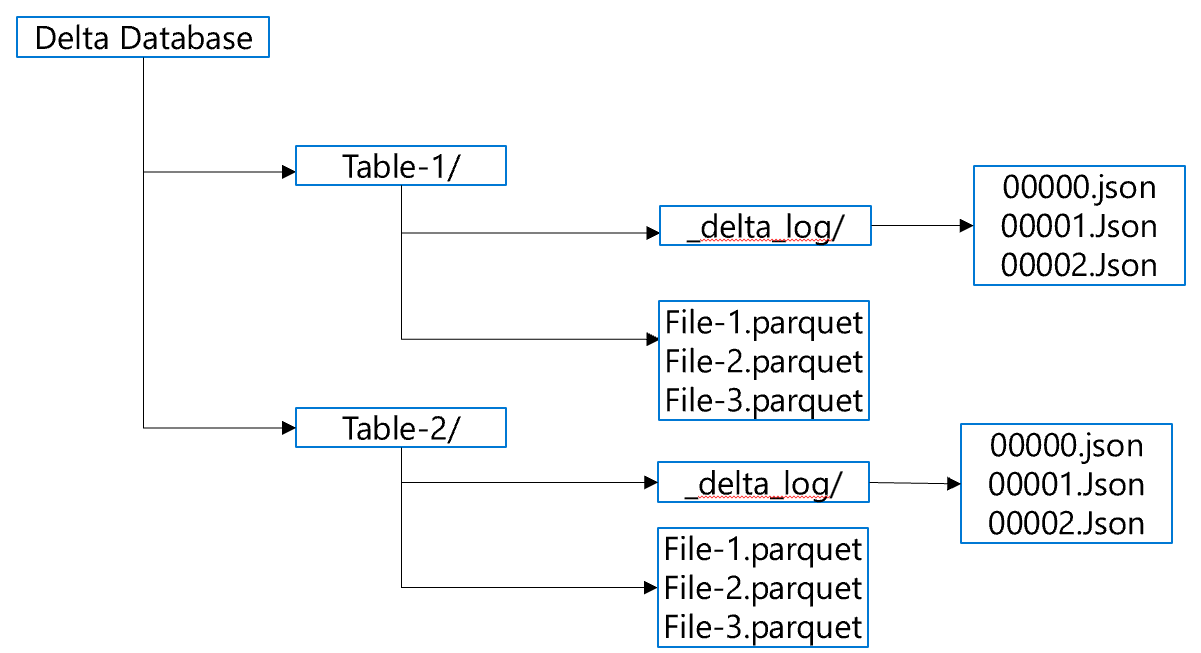 Delta Database
Table-1/
_delta_log/
00000.json
00001.Json
00002.Json
File-1.parquet
File-2.parquet
File-3.parquet
Table-2/
_delta_log/
00000.json
00001.Json
00002.Json
File-1.parquet
File-2.parquet
File-3.parquet